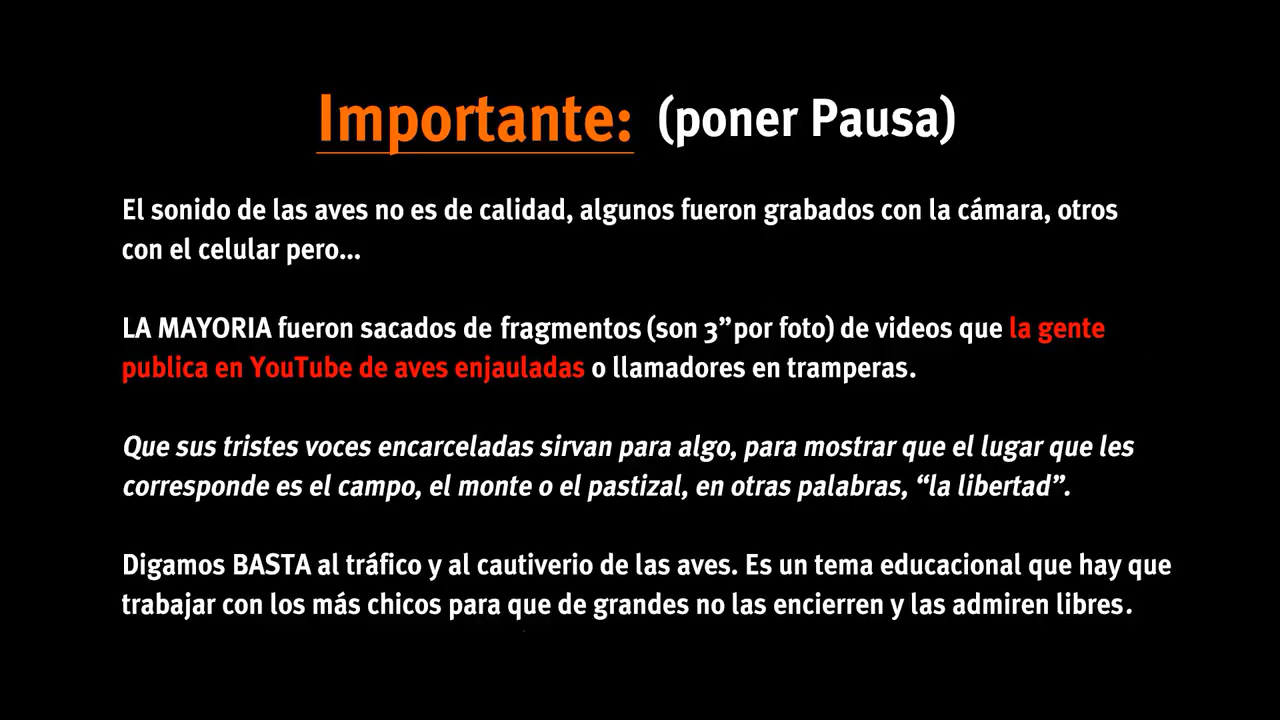 Importante: (poner Pausa)
El sonido de las aves no es de calidad, algunos fueron grabados con la cámara, otros
con el celular pero...
LA MAYORIA fueron sacados de fragmentos (son 3”por foto) de videos que la gente
publica en YouTube de aves enjauladas o llamadores en tramperas.
Que sus tristes voces encarceladas sirvan para algo, para mostrar que el lugar que les
corresponde es el campo, el monte o el pastizal, en otras palabras, “la libertad”.
Digamos BASTA al tráfico y al cautiverio de las aves. Es un tema educacional que hay que
trabajar con los más chicos para que de grandes no las encierren y las admiren libres.